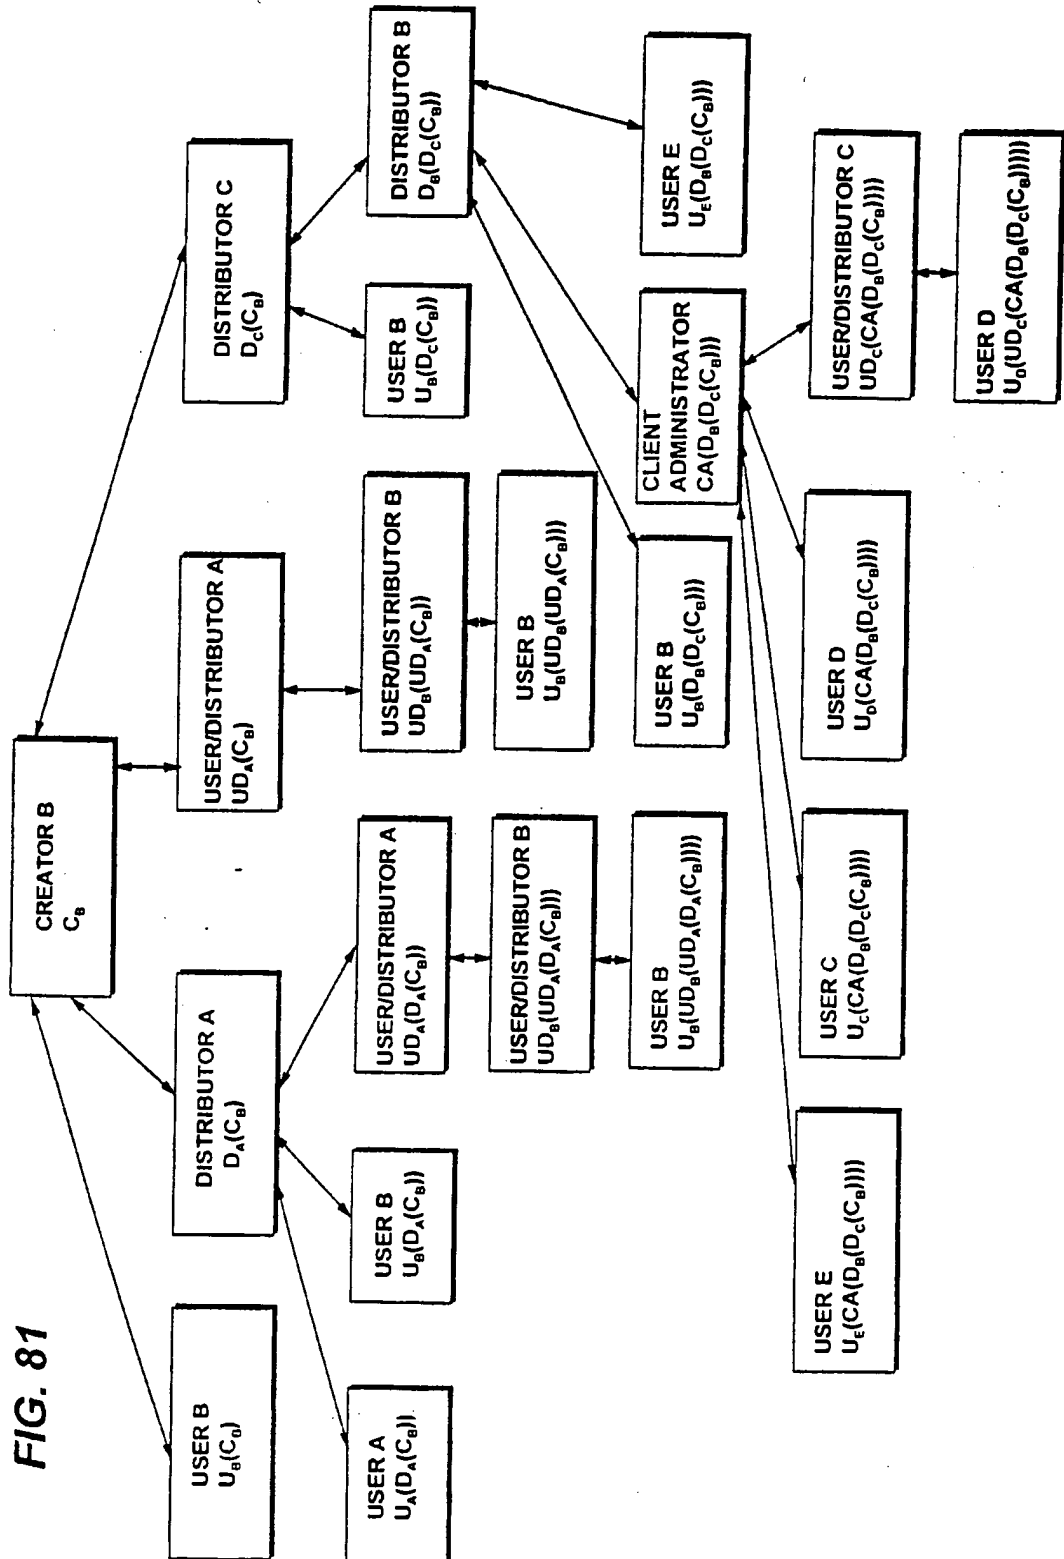 FIG. 81
CREATOR B
C_B
USER B
U_B(C_B)
DISTRIBUTOR A
D_A(C_B)
USER/DISTRIBUTOR A
UD_A(C_B)
DISTRIBUTOR C
D_C(C_B)
USER A
U_A(D_A(C_B))
USER B
U_B(D_A(C_B))
USER/DISTRIBUTOR A
UD_A(D_A(C_B))
USER/DISTRIBUTOR B
UD_B(UD_A(C_B))
USER B
U_B(D_C(C_B))
DISTRIBUTOR B
D_B(D_C(C_B))
USER/DISTRIBUTOR B
UD_B(UD_A(D_A(C_B)))
USER B
U_B(UD_B(UD_A(C_B)))
USER B
U_B(UD_B(UD_A(D_A(C_B))))
USER B
U_B(D_B(D_C(C_B)))
CLIENT
ADMINISTRATOR
CA(D_B(D_C(C_B)))
USER E
U_E(D_B(D_C(C_B)))
USER E
U_E(CA(D_B(D_C(C_B))))
USER C
U_C(CA(D_B(D_C(C_B))))
USER D
U_D(CA(D_B(D_C(C_B))))
USER/DISTRIBUTOR C
UD_C(CA(D_B(D_C(C_B))))
USER D
U_D(UD_C(CA(D_B(D_C(C_B)))))